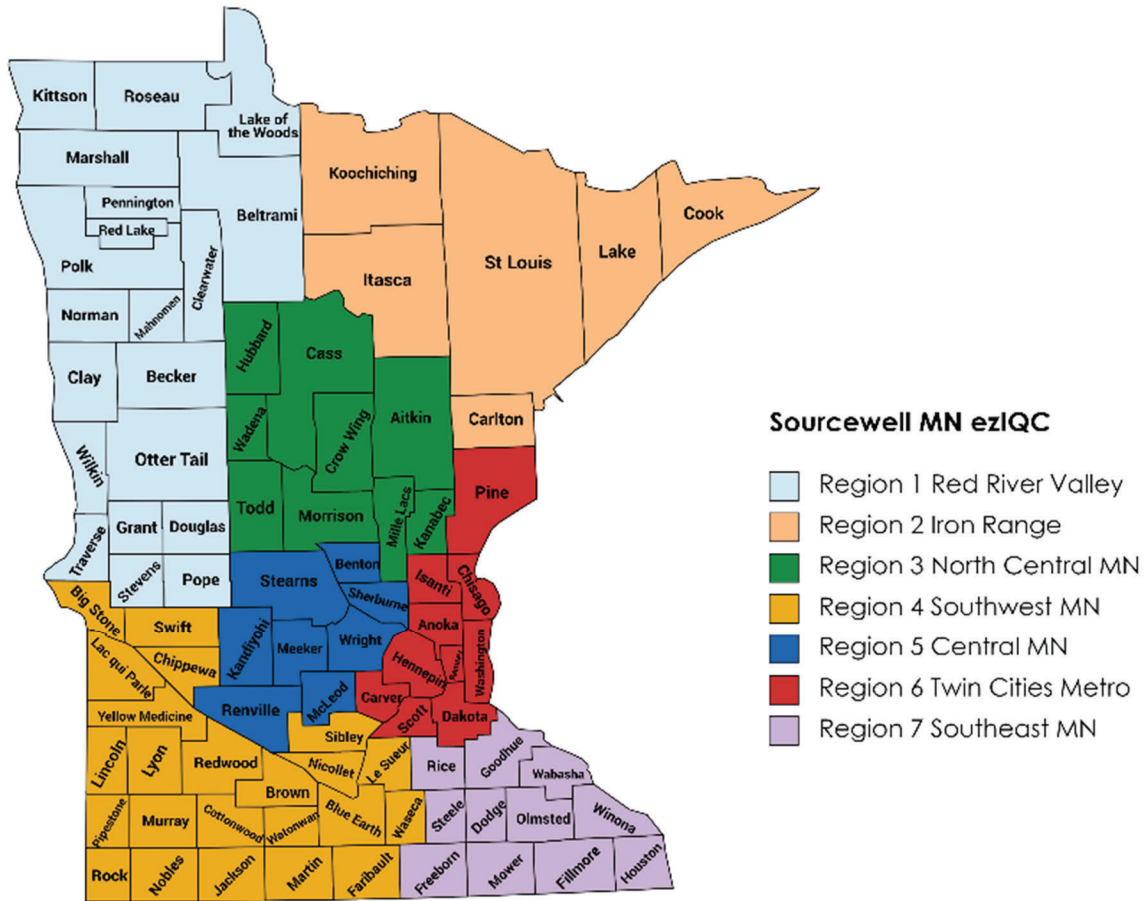 Kittson
Roseau
Lake of
the Woods
Marshall
Koochiching
Pennington
Beltrami
Cook
Red Lake
St Louis
Lake
Polk
Clearwater
Itasca
Norman
Mahnomen
Hubbard
Cass
Clay
Becker
Aitkin
Carlton
Wadena
Crow Wing
Wilkin
Otter Tail
Pine
Todd
Morrison
Mille Lacs
Kanabec
Grant
Douglas
Traverse
Stevens
Pope
Stearns
Benton
Isanti
Chisago
Big Stone
Sherburne
Swift
Anoka
Kandiyohi
Meeker
Wright
Washington
Lac qui Parle
Chippewa
Hennepin
Renville
McLeod
Carver
Scott
Dakota
Yellow Medicine
Sibley
Lincoln
Lyon
Redwood
Nicollet
Le Sueur
Rice
Goodhue
Wabasha
Brown
Pipestone
Murray
Cottonwood
Watonwan
Blue Earth
Waseca
Steele
Dodge
Olmsted
Winona
Rock
Nobles
Jackson
Martin
Faribault
Freeborn
Mower
Fillmore
Houston
Sourcewell MN ezIQC
Region 1 Red River Valley
Region 2 Iron Range
Region 3 North Central MN
Region 4 Southwest MN
Region 5 Central MN
Region 6 Twin Cities Metro
Region 7 Southeast MN